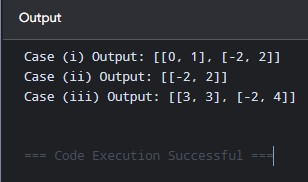 Output
Case (i) Output: [[0, 1], [-2, 2]]
Case (ii) Output: [[-2, 2]]
Case (iii) Output: [[3, 3], [-2, 4]]
=== Code Execution Successful ===